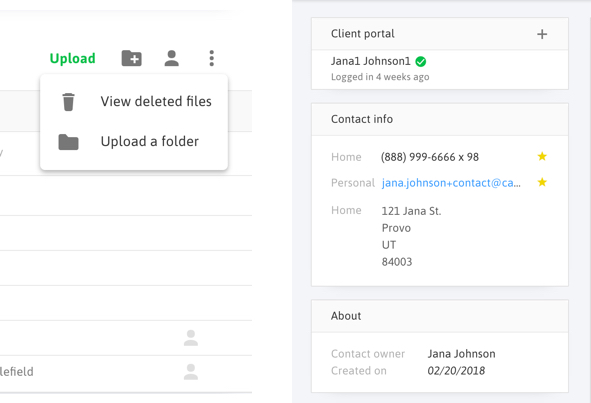 Upload
View deleted files
Upload a folder
lefield
Client portal
Jana1 Johnson1
Logged in 4 weeks ago
Contact info
Home (888) 999-6666 x 98
Personal jana.johnson+contact@ca...
Home 121 Jana St.
Provo
UT
84003
About
Contact owner Jana Johnson
Created on 02/20/2018